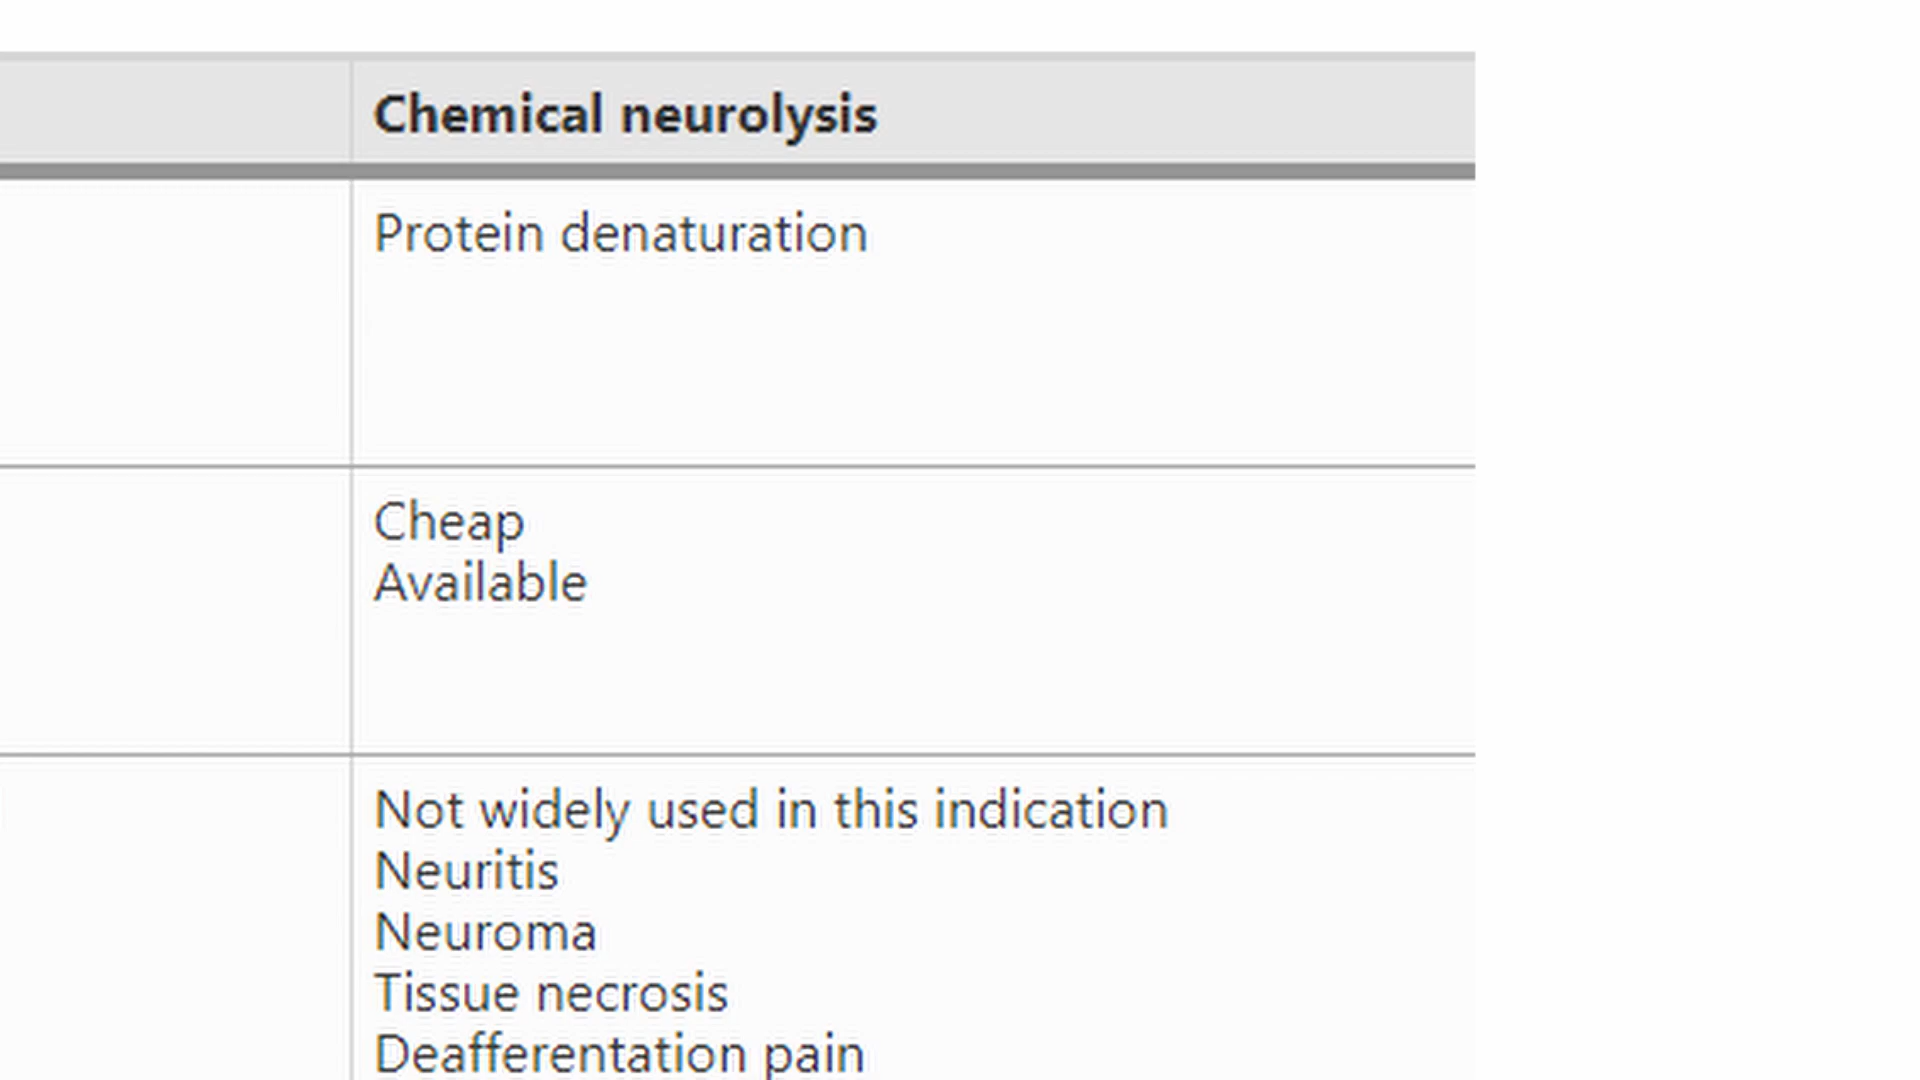 Chemical neurolysis
Protein denaturation
Cheap
Available
Not widely used in this indication
Neuritis
Neuroma
Tissue necrosis
Deafferentation pain